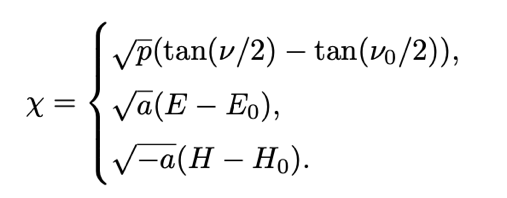 χ = { √p(tan(ν/2) − tan(ν₀/2)),
√a(E − E₀),
√−a(H − H₀).